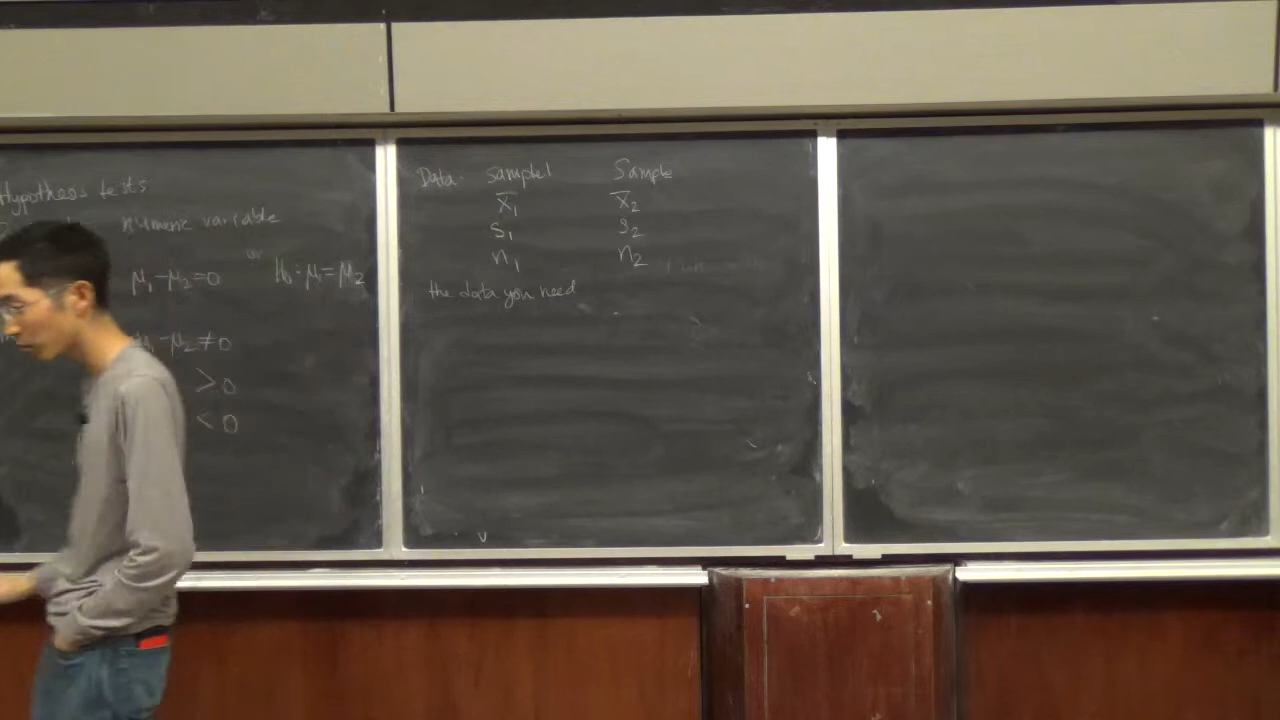 Hypothesis tests
numeric variable
μ₁-μ₂=0 or H₀: μ₁=μ₂
μ₁-μ₂≠0
>0
<0
Data: Sample1 Sample
x̄₁ x̄₂
s₁ s₂
n₁ n₂
the data you need